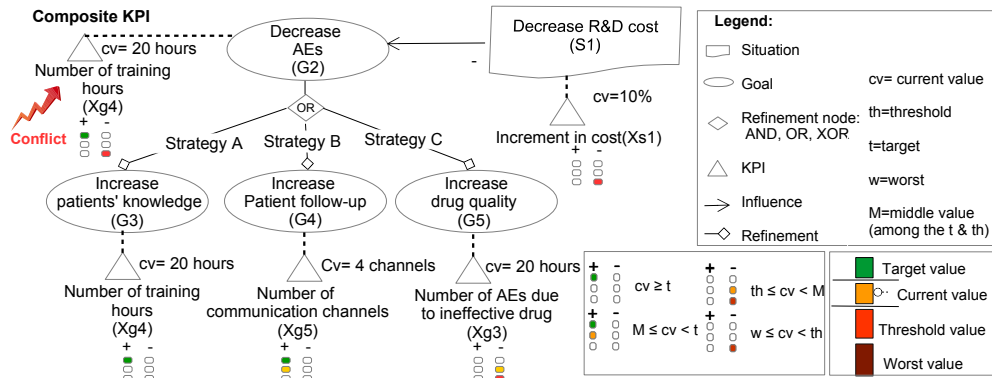 Composite KPI
cv= 20 hours
Number of training
hours
(Xg4)
+ -
Conflict
Decrease
AEs
(G2)
-
Decrease R&D cost
(S1)
cv=10%
Increment in cost(Xs1)
+ -
OR
Strategy A
Strategy B
Strategy C
Increase
patients' knowledge
(G3)
Increase
Patient follow-up
(G4)
Increase
drug quality
(G5)
cv= 20 hours
Number of training
hours
(Xg4)
+ -
cv= 4 channels
Number of
communication channels
(Xg5)
+ -
cv= 20 hours
Number of AEs due
to ineffective drug
(Xg3)
+ -
Legend:
Situation
Goal
Refinement node:
AND, OR, XOR
KPI
Influence
Refinement
cv= current value
th=threshold
t=target
w=worst
M=middle value
(among the t & th)
+ -
cv ≥ t
+ -
M ≤ cv < t
+ -
th ≤ cv < M
+ -
w ≤ cv < th
Target value
Current value
Threshold value
Worst value